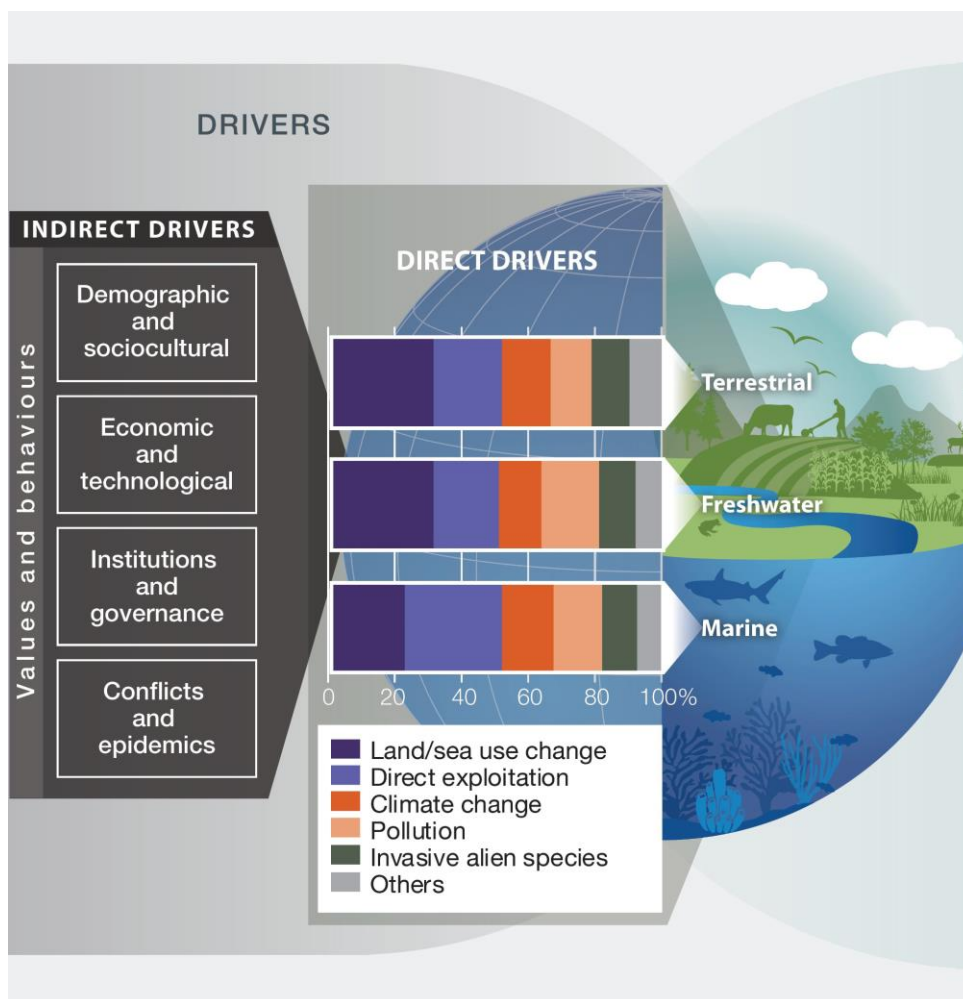 DRIVERS
INDIRECT DRIVERS
Values and behaviours
Demographic
and
sociocultural
Economic
and
technological
Institutions
and
governance
Conflicts
and
epidemics
DIRECT DRIVERS
Terrestrial
Freshwater
Marine
0 20 40 60 80 100%
Land/sea use change
Direct exploitation
Climate change
Pollution
Invasive alien species
Others